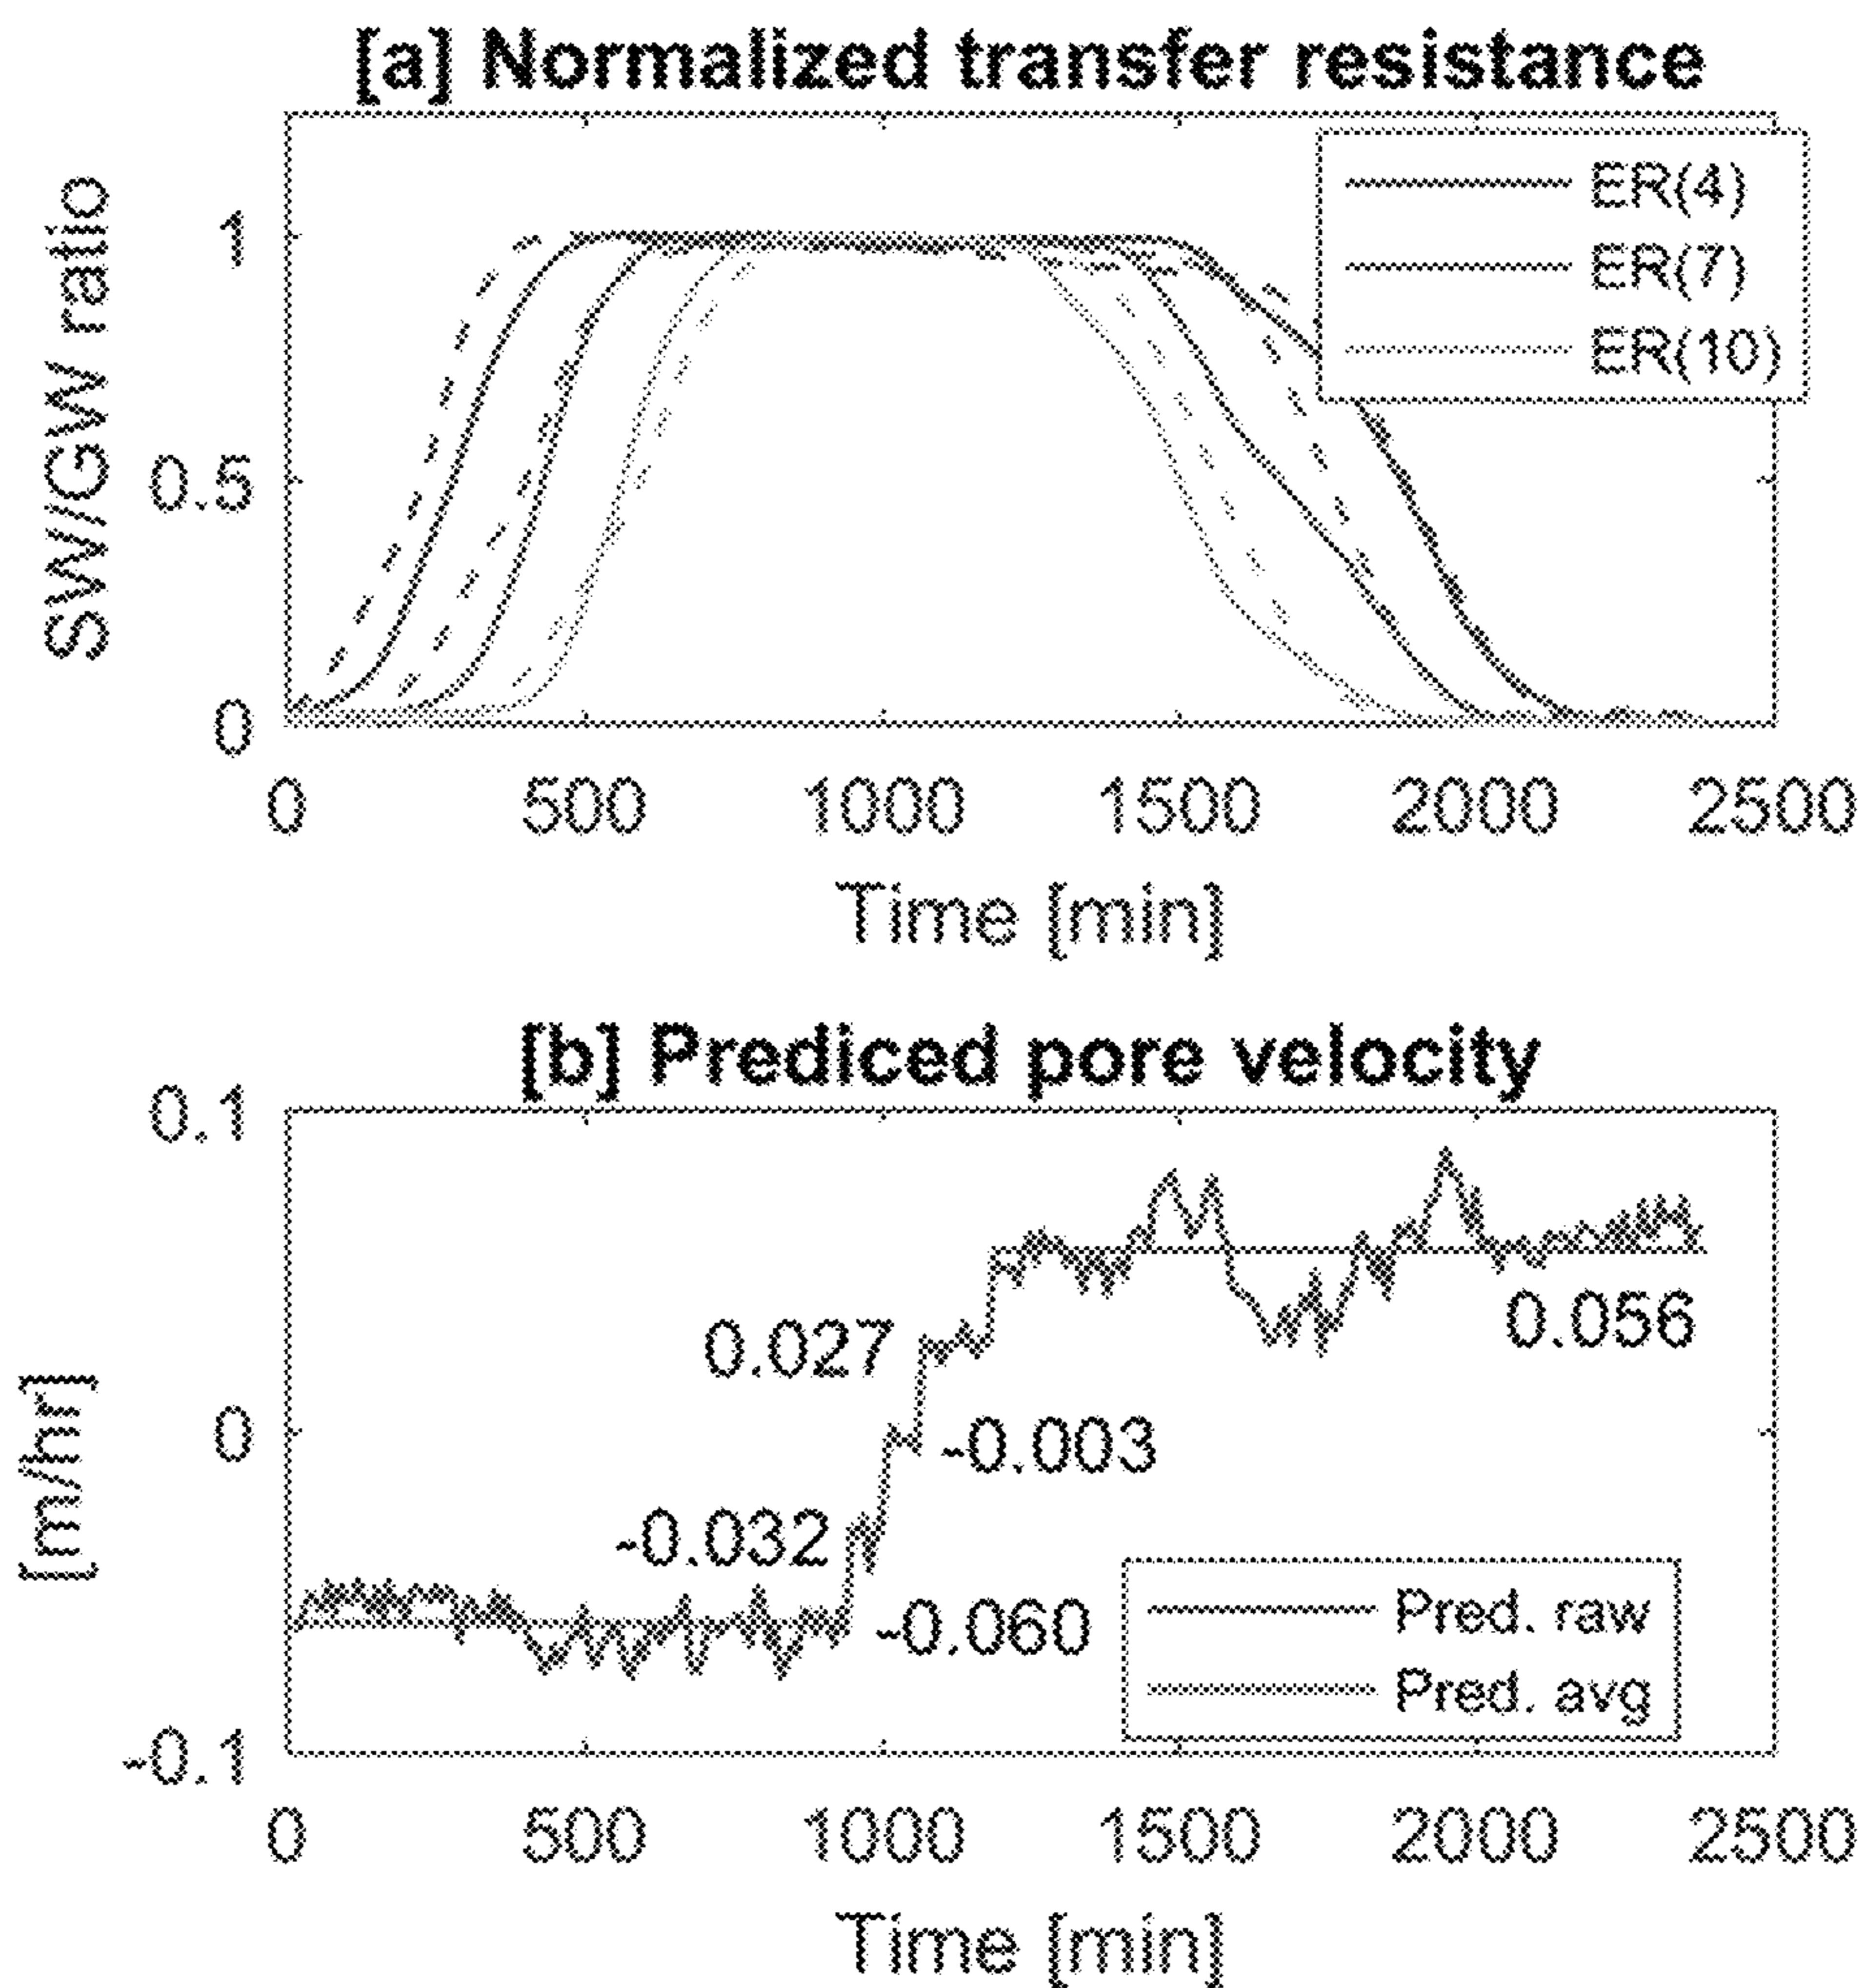 [a] Normalized transfer resistance
SW/GW ratio
1
0.5
0
ER(4)
ER(7)
ER(10)
0 500 1000 1500 2000 2500
Time [min]
[b] Prediced pore velocity
[m/hr]
0.1
0
-0.1
0.027
0.056
-0.003
-0.032
-0.060
Pred. raw
Pred. avg
0 500 1000 1500 2000 2500
Time [min]